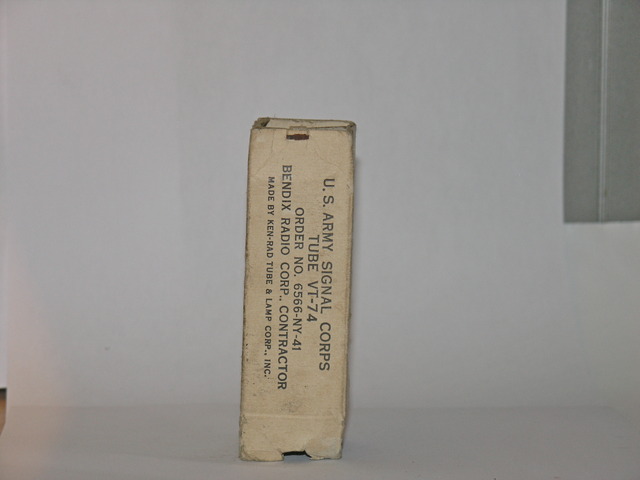 U. S. ARMY SIGNAL CORPS
TUBE VT-74
ORDER NO. 6566-NY-41
BENDIX RADIO CORP., CONTRACTOR
MADE BY KEN-RAD TUBE & LAMP CORP., INC.